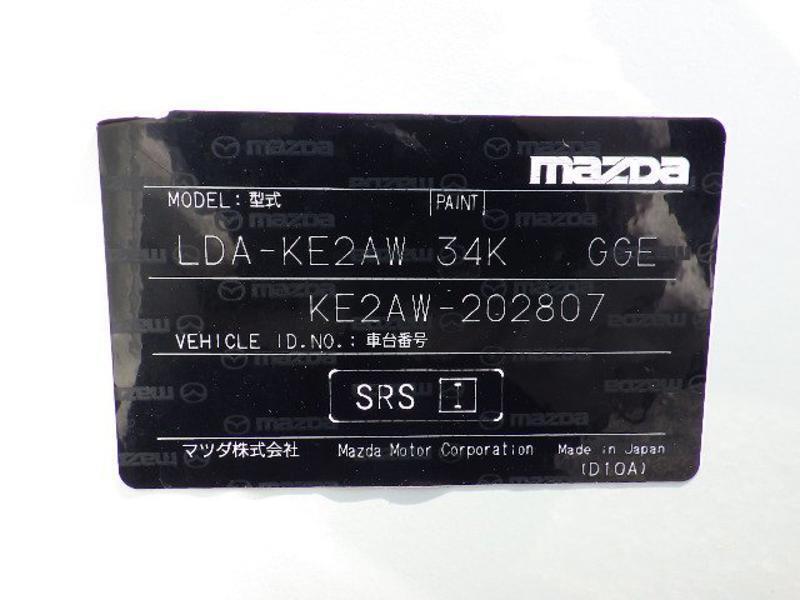 mazda
MODEL: 型式 PAINT
LDA-KE2AW 34K GGE
KE2AW-202807
VEHICLE ID.NO.: 車台番号
SRS I
マツダ株式会社 Mazda Motor Corporation Made in Japan
(D10A)